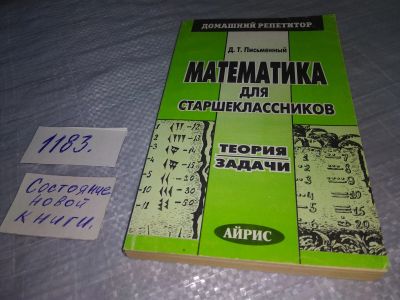 ДОМАШНИЙ РЕПЕТИТОР
Д. Т. Письменный
МАТЕМАТИКА
ДЛЯ
СТАРШЕКЛАССНИКОВ
ТЕОРИЯ
ЗАДАЧИ
АЙРИС
1183.
Состояние
новой
книги.